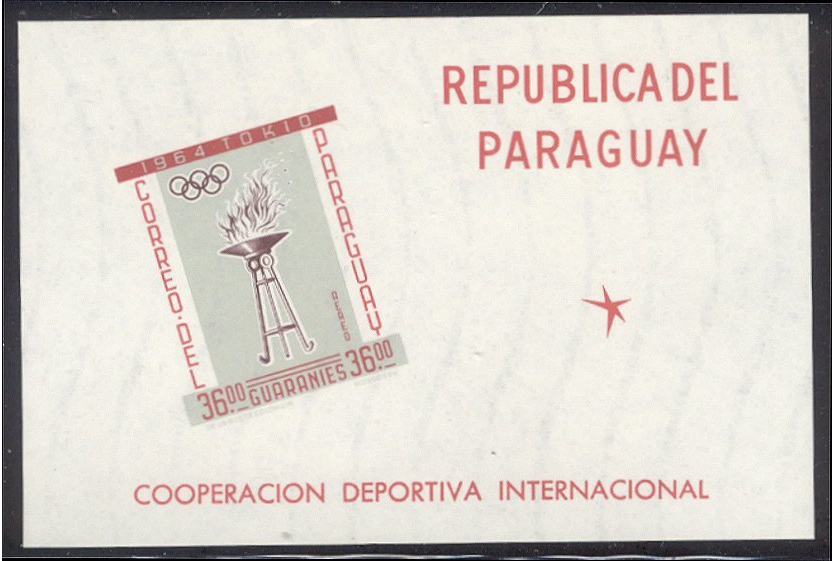 REPUBLICA DEL
PARAGUAY
1964 · TOKIO
CORREO · DEL
PARAGUAY
AEREO
36.00 GUARANIES 36.00
COOPERACION DEPORTIVA INTERNACIONAL